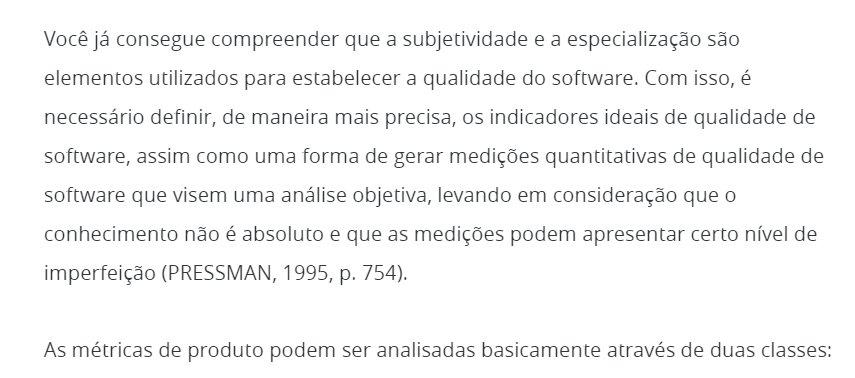 Você já consegue compreender que a subjetividade e a especialização são
elementos utilizados para estabelecer a qualidade do software. Com isso, é
necessário definir, de maneira mais precisa, os indicadores ideais de qualidade de
software, assim como uma forma de gerar medições quantitativas de qualidade de
software que visem uma análise objetiva, levando em consideração que o
conhecimento não é absoluto e que as medições podem apresentar certo nível de
imperfeição (PRESSMAN, 1995, p. 754).
As métricas de produto podem ser analisadas basicamente através de duas classes: